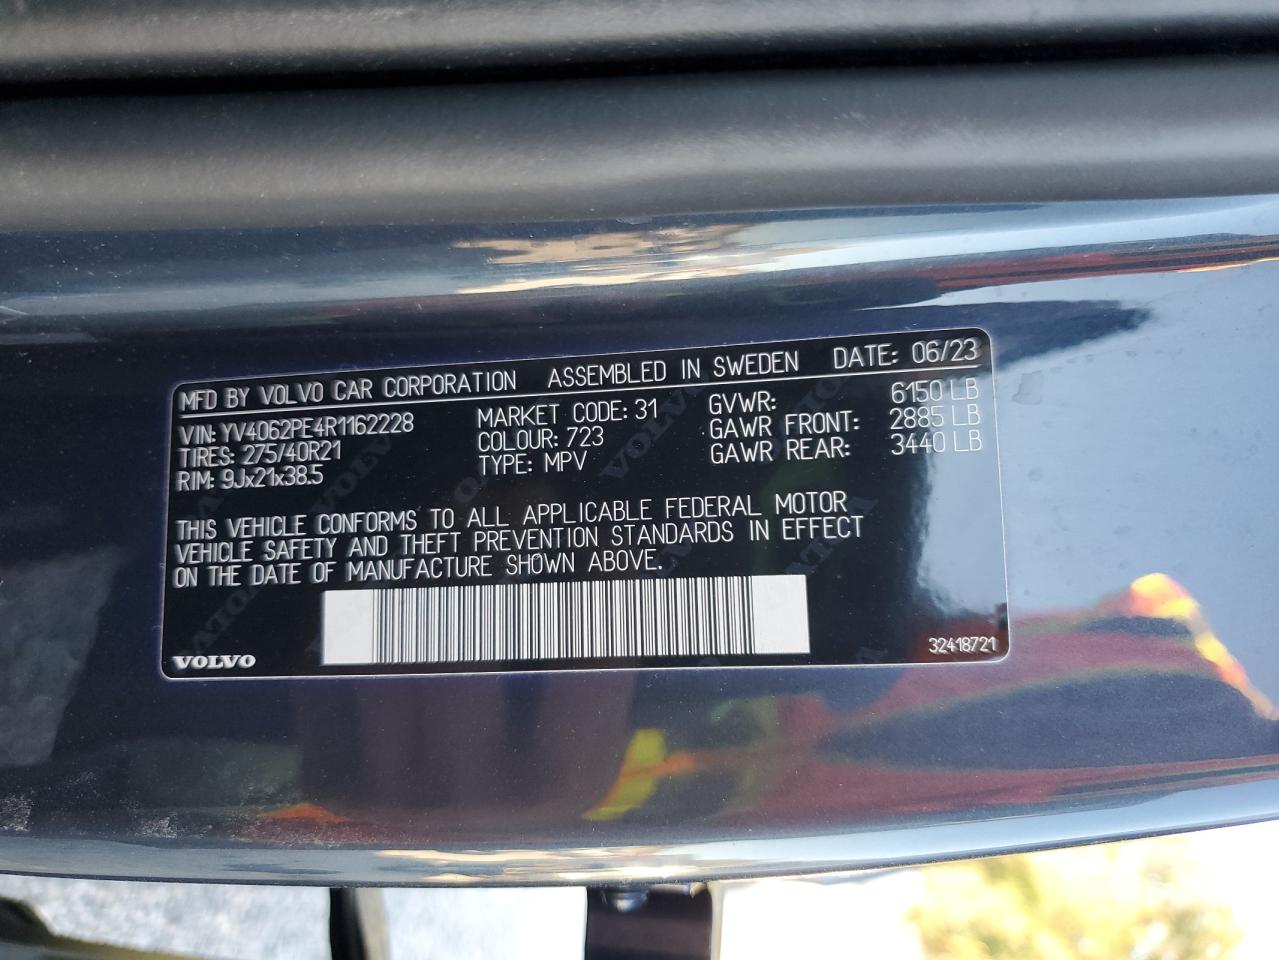 MFD BY VOLVO CAR CORPORATION ASSEMBLED IN SWEDEN DATE: 06/23
VIN: YV4062PE4R1162228 MARKET CODE: 31 GVWR: 6150 LB
TIRES: 275/40R21 COLOUR: 723 GAWR FRONT: 2885 LB
RIM: 9Jx21x38.5 TYPE: MPV GAWR REAR: 3440 LB
THIS VEHICLE CONFORMS TO ALL APPLICABLE FEDERAL MOTOR
VEHICLE SAFETY AND THEFT PREVENTION STANDARDS IN EFFECT
ON THE DATE OF MANUFACTURE SHOWN ABOVE.
VOLVO 32418721